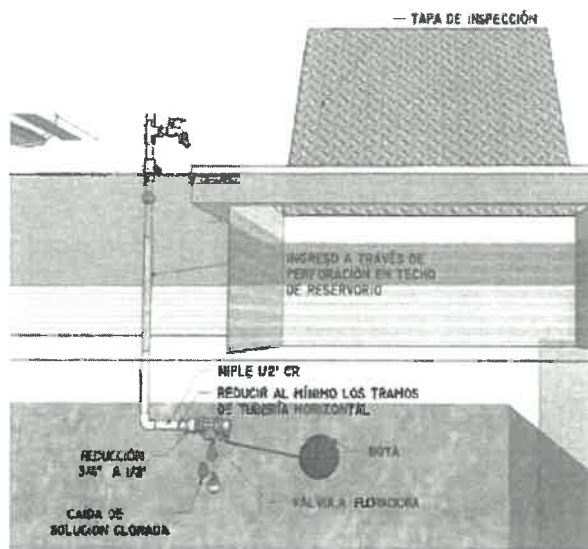 TAPA DE INSPECCIÓN
INGRESO A TRAVÉS DE
PERFORACIÓN EN TECHO
DE RESERVORIO
NIPLE 1/2" CR
REDUCIR AL MÍNIMO LOS TRAMOS
DE TUBERÍA HORIZONTAL
REDUCCIÓN
3/4" A 1/2"
BOYA
VÁLVULA FLOTADORA
CAIDA DE
SOLUCION CLORADA